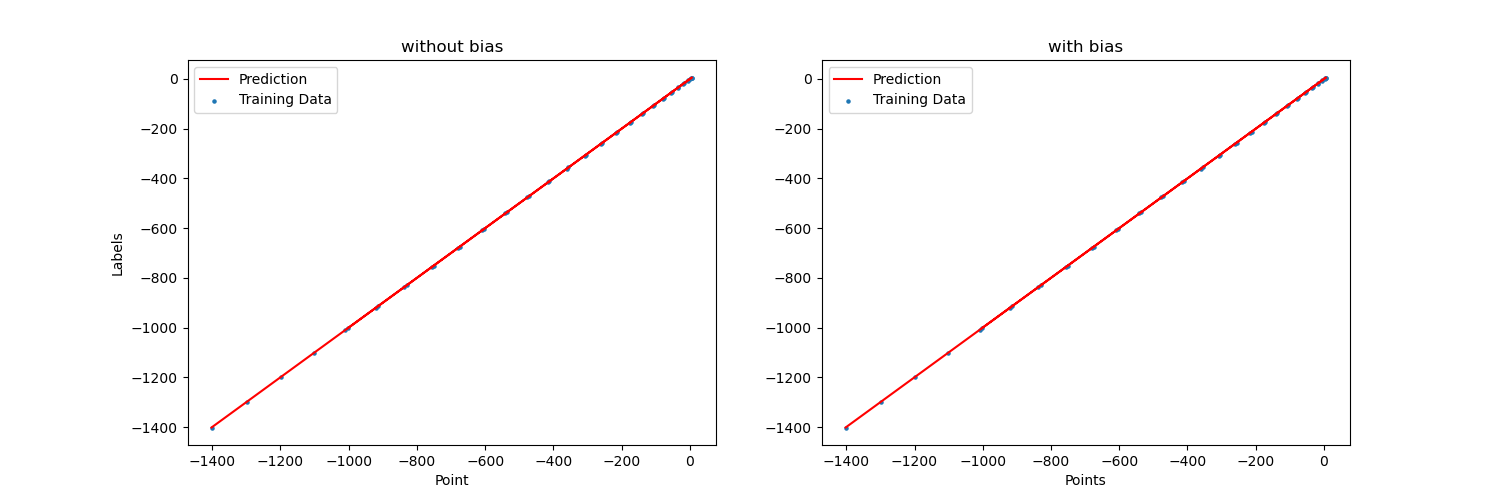 without bias
Prediction
Training Data
0
−200
−400
−600
−800
−1000
−1200
−1400
Labels
−1400 −1200 −1000 −800 −600 −400 −200 0
Point
with bias
Prediction
Training Data
0
−200
−400
−600
−800
−1000
−1200
−1400
−1400 −1200 −1000 −800 −600 −400 −200 0
Points